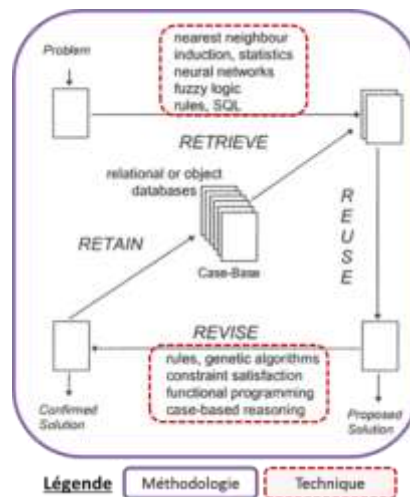 Problem
nearest neighbour
induction, statistics
neural networks
fuzzy logic
rules, SQL
RETRIEVE
relational or object
databases
RETAIN
Case-Base
REUSE
REVISE
rules, genetic algorithms
constraint satisfaction
functional programming
case-based reasoning
Confirmed
Solution
Proposed
Solution
Légende
Méthodologie
Technique